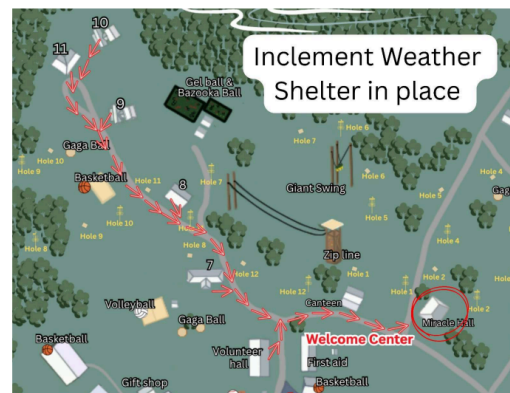 Inclement Weather
Shelter in place
10
11
Gel ball &
Bazooka Ball
9
Hole 6
Hole 7
Gaga Ball
Hole 10
Hole 9
Basketball
Hole 11
8
Hole 7
Giant Swing
Hole 6
Hole 5
Hole 4
Gag
Hole 5
Hole 10
Hole 9
Hole 8
Hole 8
Hole 4
Zip line
7
Hole 12
Hole 1
Hole 2
Hole 12
Hole 2
Canteen
Miracle Hall
Volleyball
Gaga Ball
Welcome Center
Basketball
Volunteer
hall
First aid
Gift shop
Basketball